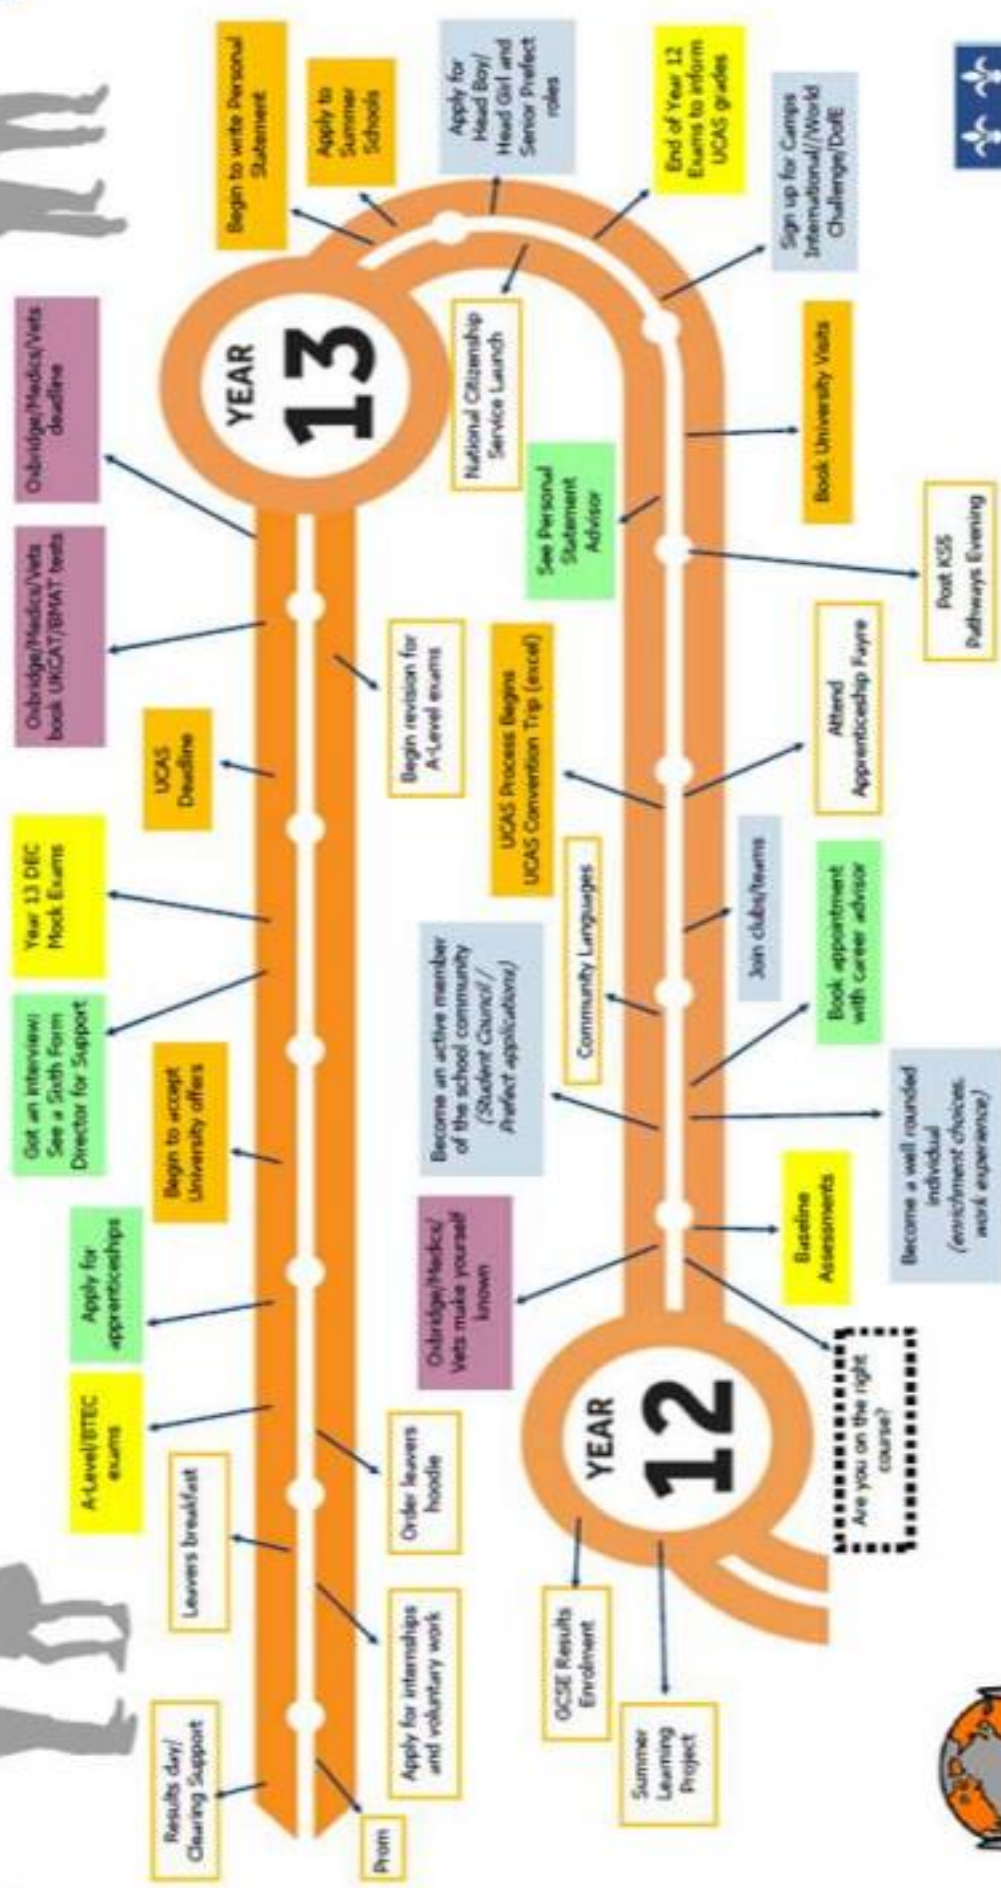 Results day/
Clearing Support
Leavers breakfast
A-Level/BTEC
exams
Apply for
apprenticeships
Begin to accept
University offers
Got an interview:
See a Sixth Form
Director for Support
Year 13 DEC
Mock Exams
UCAS
Deadline
Oxbridge/Medics/Vets
book UKCAT/BMAT tests
Oxbridge/Medics/Vets
deadline
YEAR
13
Prom
Apply for internships
and voluntary work
Order leavers
hoodie
Begin revision for
A-Level exams
Begin to write Personal
Statement
Apply to
Summer
Schools
Apply for
Head Boy/
Head Girl and
Senior Prefect
roles
End of Year 12
Exams to inform
UCAS grades
Sign up for Camps
International//World
Challenge/DofE
National Citizenship
Service Launch
See Personal
Statement
Advisor
UCAS Process Begins
UCAS Convention Trip (excel)
Community Languages
Become an active member
of the school community
(Student Council /
Prefect applications)
Oxbridge/Medics/
Vets make yourself
known
YEAR
12
GCSE Results
Enrolment
Summer
Learning
Project
Are you on the right
course?
Baseline
Assessments
Become a well rounded
individual
(enrichment choices,
work experience)
Book appointment
with career advisor
Join clubs/teams
Attend
Apprenticeship Fayre
Post KS5
Pathways Evening
Book University Visits